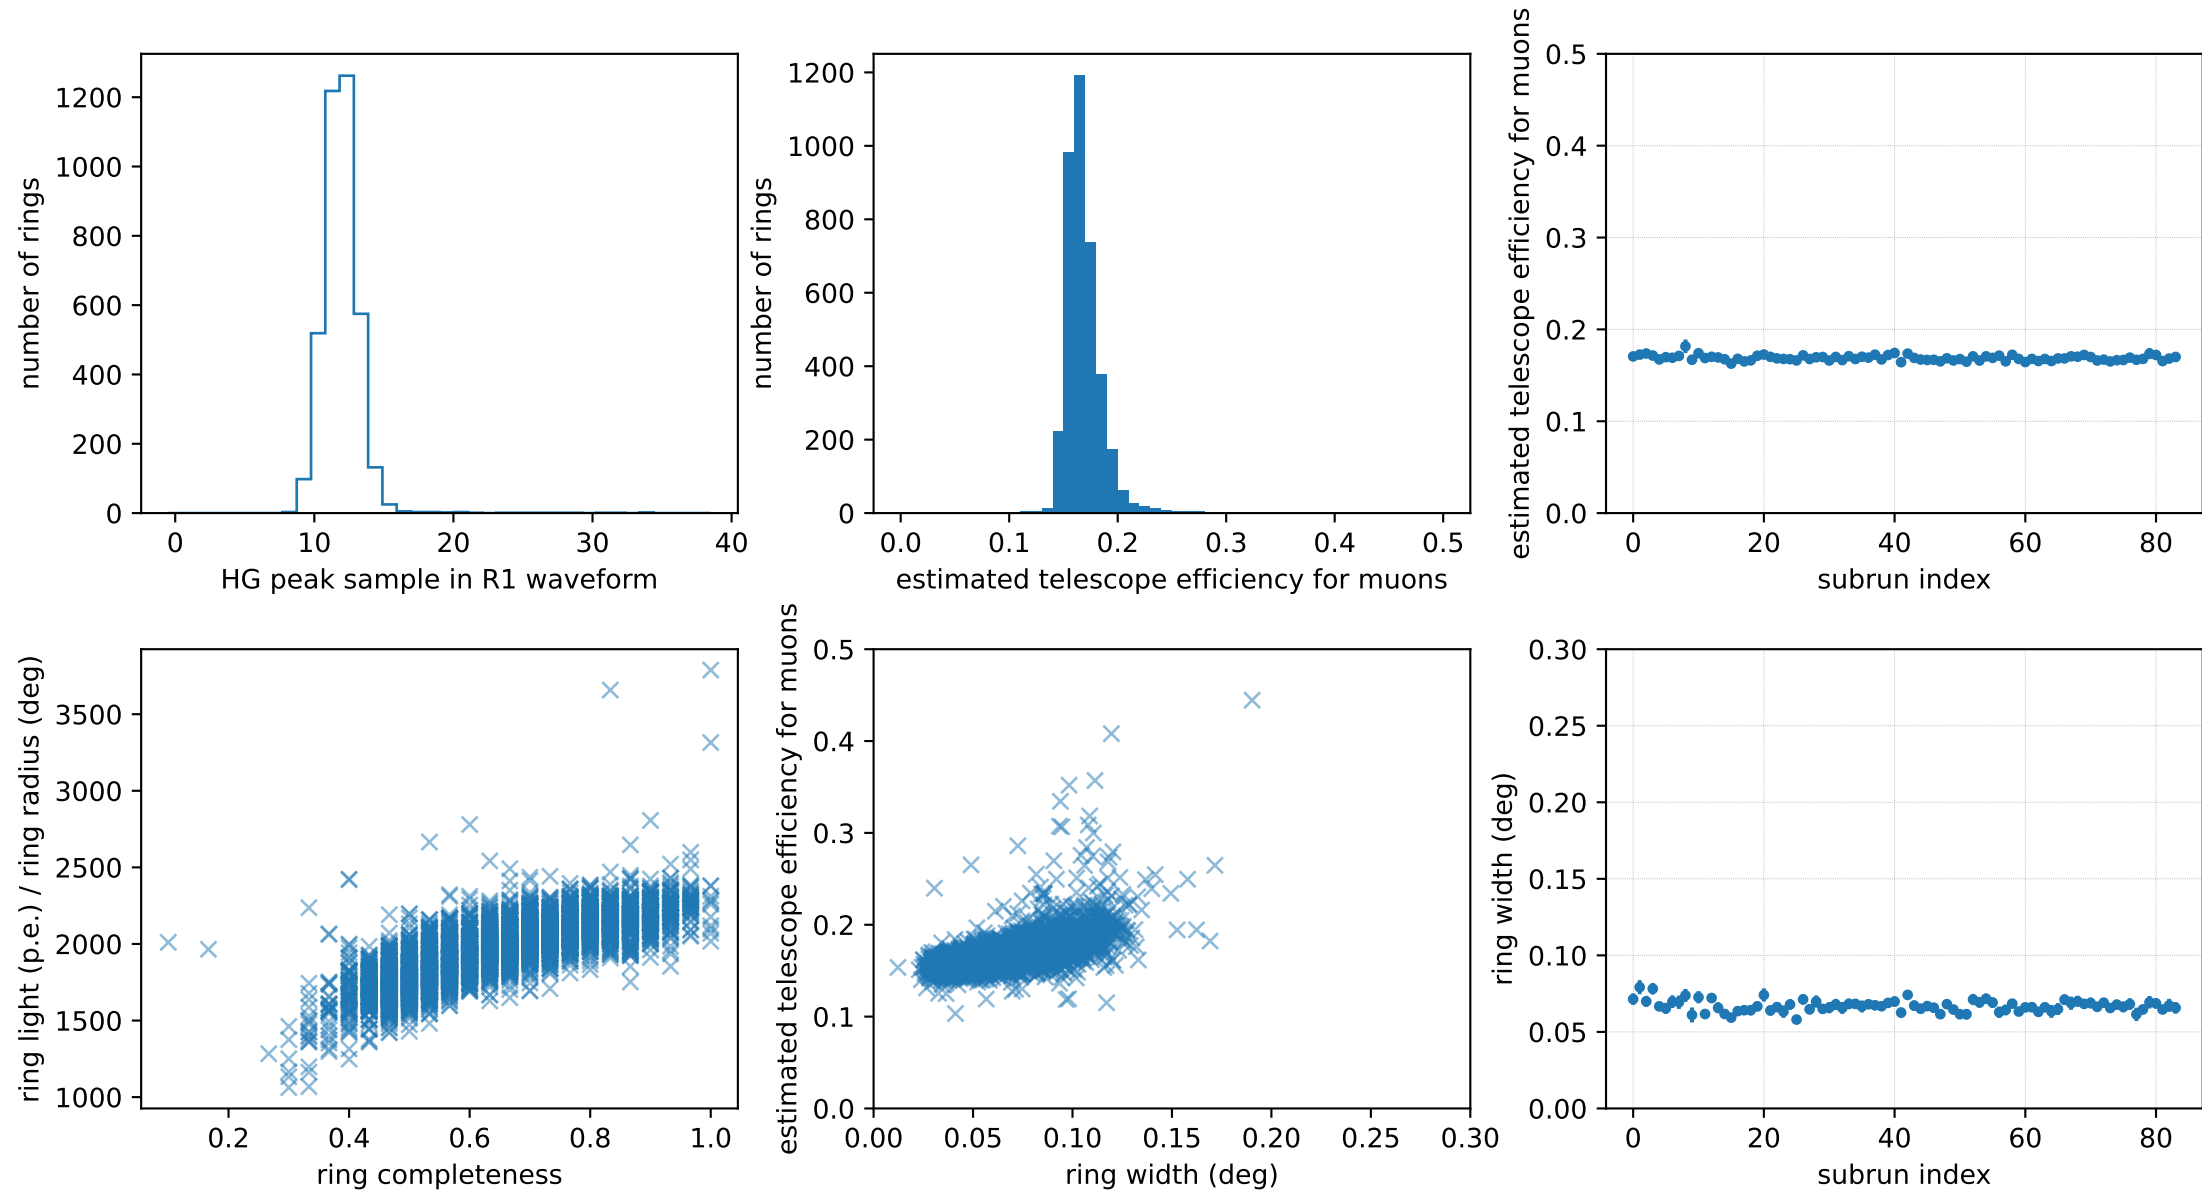 number of rings
1200
1000
800
600
400
200
0
0 10 20 30 40
HG peak sample in R1 waveform
number of rings
1200
1000
800
600
400
200
0
0.0 0.1 0.2 0.3 0.4 0.5
estimated telescope efficiency for muons
estimated telescope efficiency for muons
0.5
0.4
0.3
0.2
0.1
0.0
0 20 40 60 80
subrun index
ring light (p.e.) / ring radius (deg)
3500
3000
2500
2000
1500
1000
0.2 0.4 0.6 0.8 1.0
ring completeness
estimated telescope efficiency for muons
0.5
0.4
0.3
0.2
0.1
0.0
0.00 0.05 0.10 0.15 0.20 0.25 0.30
ring width (deg)
ring width (deg)
0.30
0.25
0.20
0.15
0.10
0.05
0.00
0 20 40 60 80
subrun index